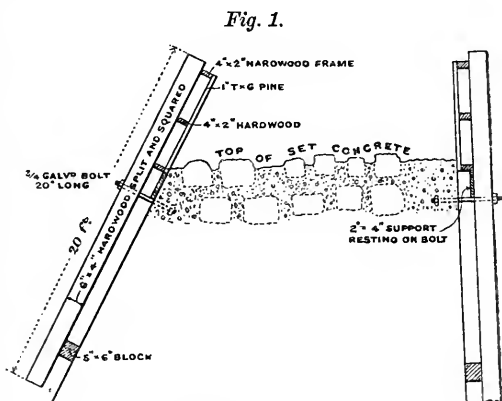 Fig. 1.
4"×2" HARDWOOD FRAME
1" T×G PINE
4"×2" HARDWOOD
TOP OF SET CONCRETE
3/4 GALVD BOLT
20" LONG
20 ft.
6"×4" HARDWOOD SPLIT AND SQUARED
2"×4" SUPPORT
RESTING ON BOLT
5"×6" BLOCK